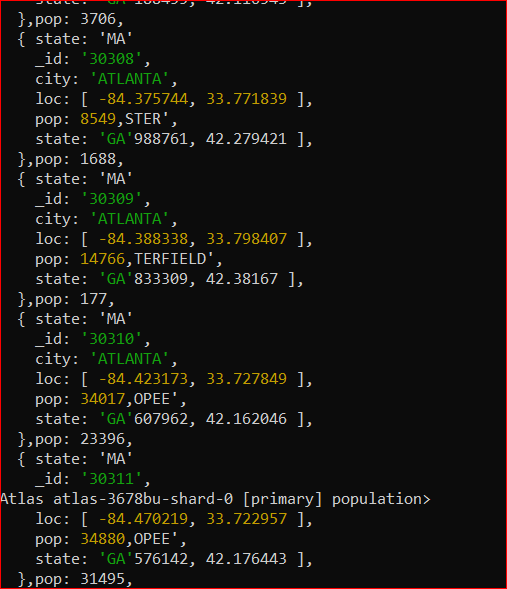 },pop: 3706,
{ state: 'MA'
_id: '30308',
city: 'ATLANTA',
loc: [ -84.375744, 33.771839 ],
pop: 8549,STER',
state: 'GA'988761, 42.279421 ],
},pop: 1688,
{ state: 'MA'
_id: '30309',
city: 'ATLANTA',
loc: [ -84.388338, 33.798407 ],
pop: 14766,TERFIELD',
state: 'GA'833309, 42.38167 ],
},pop: 177,
{ state: 'MA'
_id: '30310',
city: 'ATLANTA',
loc: [ -84.423173, 33.727849 ],
pop: 34017,OPEE',
state: 'GA'607962, 42.162046 ],
},pop: 23396,
{ state: 'MA'
_id: '30311',
Atlas atlas-3678bu-shard-0 [primary] population>
loc: [ -84.470219, 33.722957 ],
pop: 34880,OPEE',
state: 'GA'576142, 42.176443 ],
},pop: 31495,